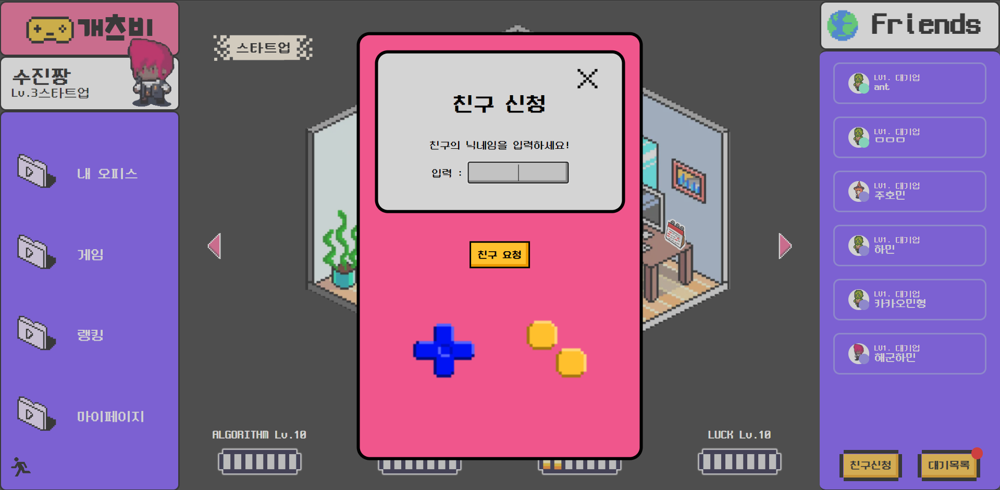 개츠비
수진짱
Lv.3스타트업
내 오피스
게임
랭킹
마이페이지
스타트업
친구 신청
친구의 닉네임을 입력하세요!
입력 :
친구 요청
ALGORITHM Lv.10
LUCK Lv.10
Friends
LV1. 대기업
ant
LV1. 대기업
ㅁㅁㅁ
LV1. 대기업
주호민
LV1. 대기업
하민
LV1. 대기업
카카오민형
LV1. 대기업
해군하민
친구신청
대기목록